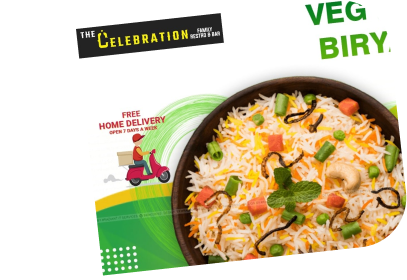 THE CELEBRATION FAMILY RESTRO & BAR
VEG
BIRY
FREE
HOME DELIVERY
OPEN 7 DAYS A WEEK